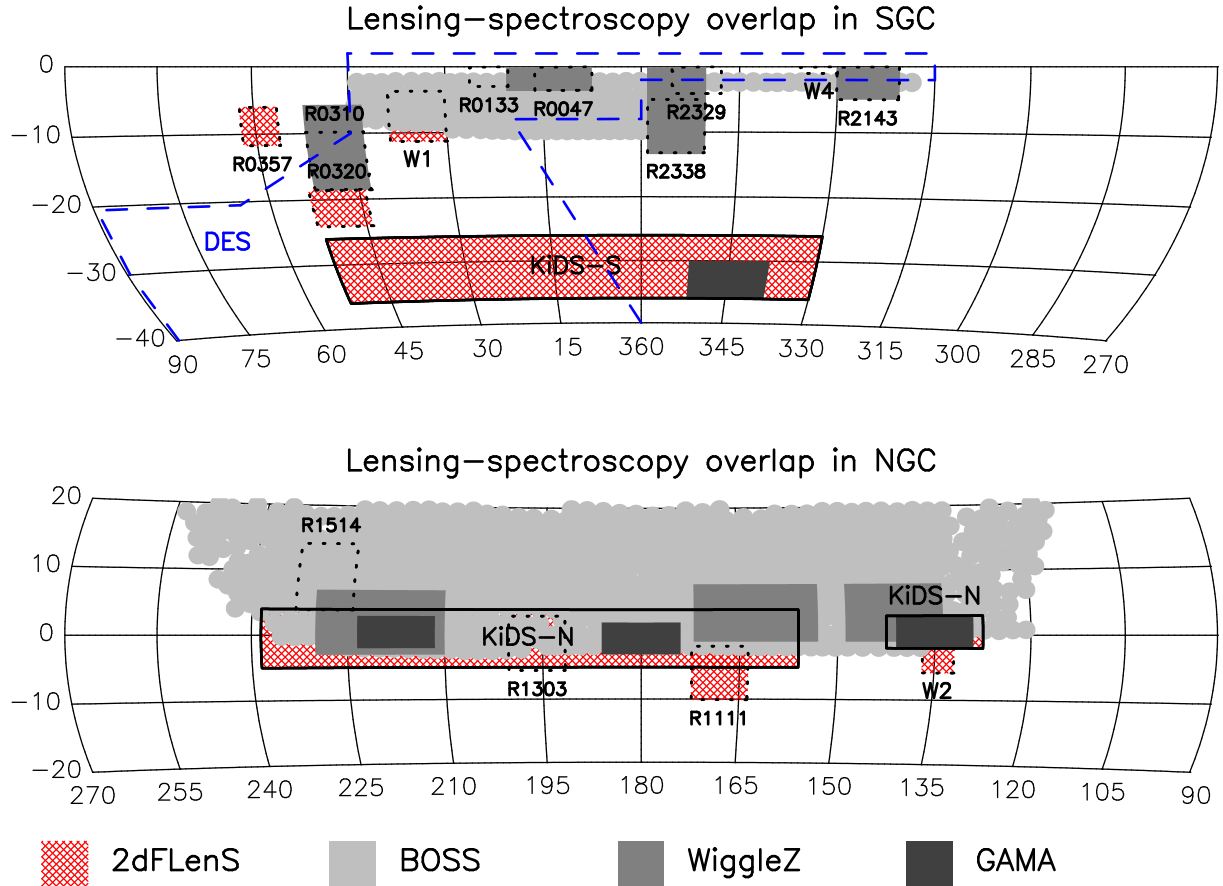 Lensing−spectroscopy overlap in SGC
0
−10
−20
−30
−40
R0310
R0133
R0047
R2329
W4
R2143
R0357
R0320
W1
R2338
DES
KiDS−S
90 75 60 45 30 15 360 345 330 315 300 285 270
Lensing−spectroscopy overlap in NGC
20
10
0
−10
−20
R1514
KiDS−N
KiDS−N
R1303
R1111
W2
270 255 240 225 210 195 180 165 150 135 120 105 90
2dFLenS BOSS WiggleZ GAMA